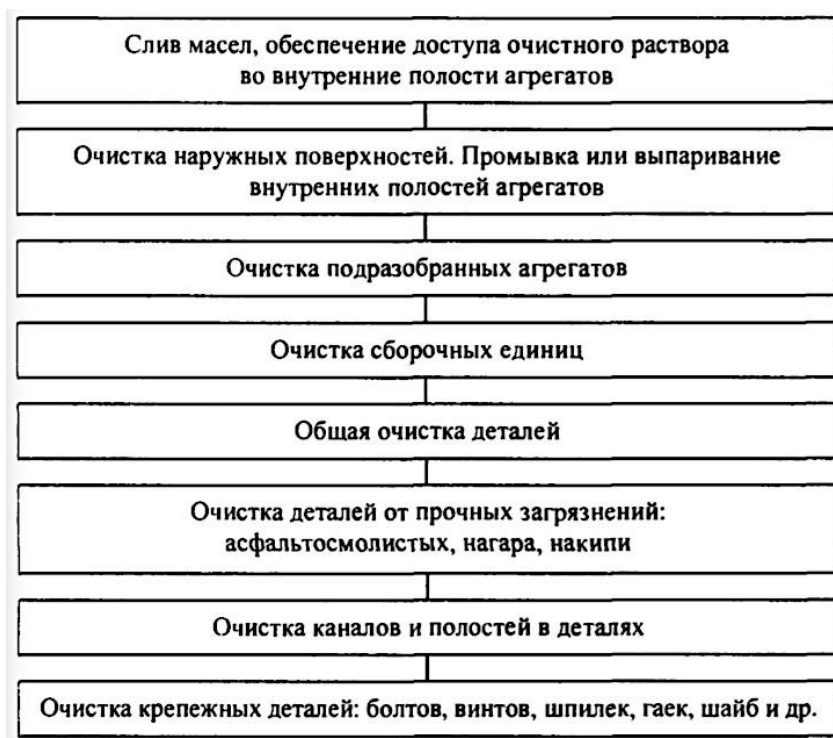 Слив масел, обеспечение доступа очистного раствора
во внутренние полости агрегатов
Очистка наружных поверхностей. Промывка или выпаривание
внутренних полостей агрегатов
Очистка подразобранных агрегатов
Очистка сборочных единиц
Общая очистка деталей
Очистка деталей от прочных загрязнений:
асфальтосмолистых, нагара, накипи
Очистка каналов и полостей в деталях
Очистка крепежных деталей: болтов, винтов, шпилек, гаек, шайб и др.